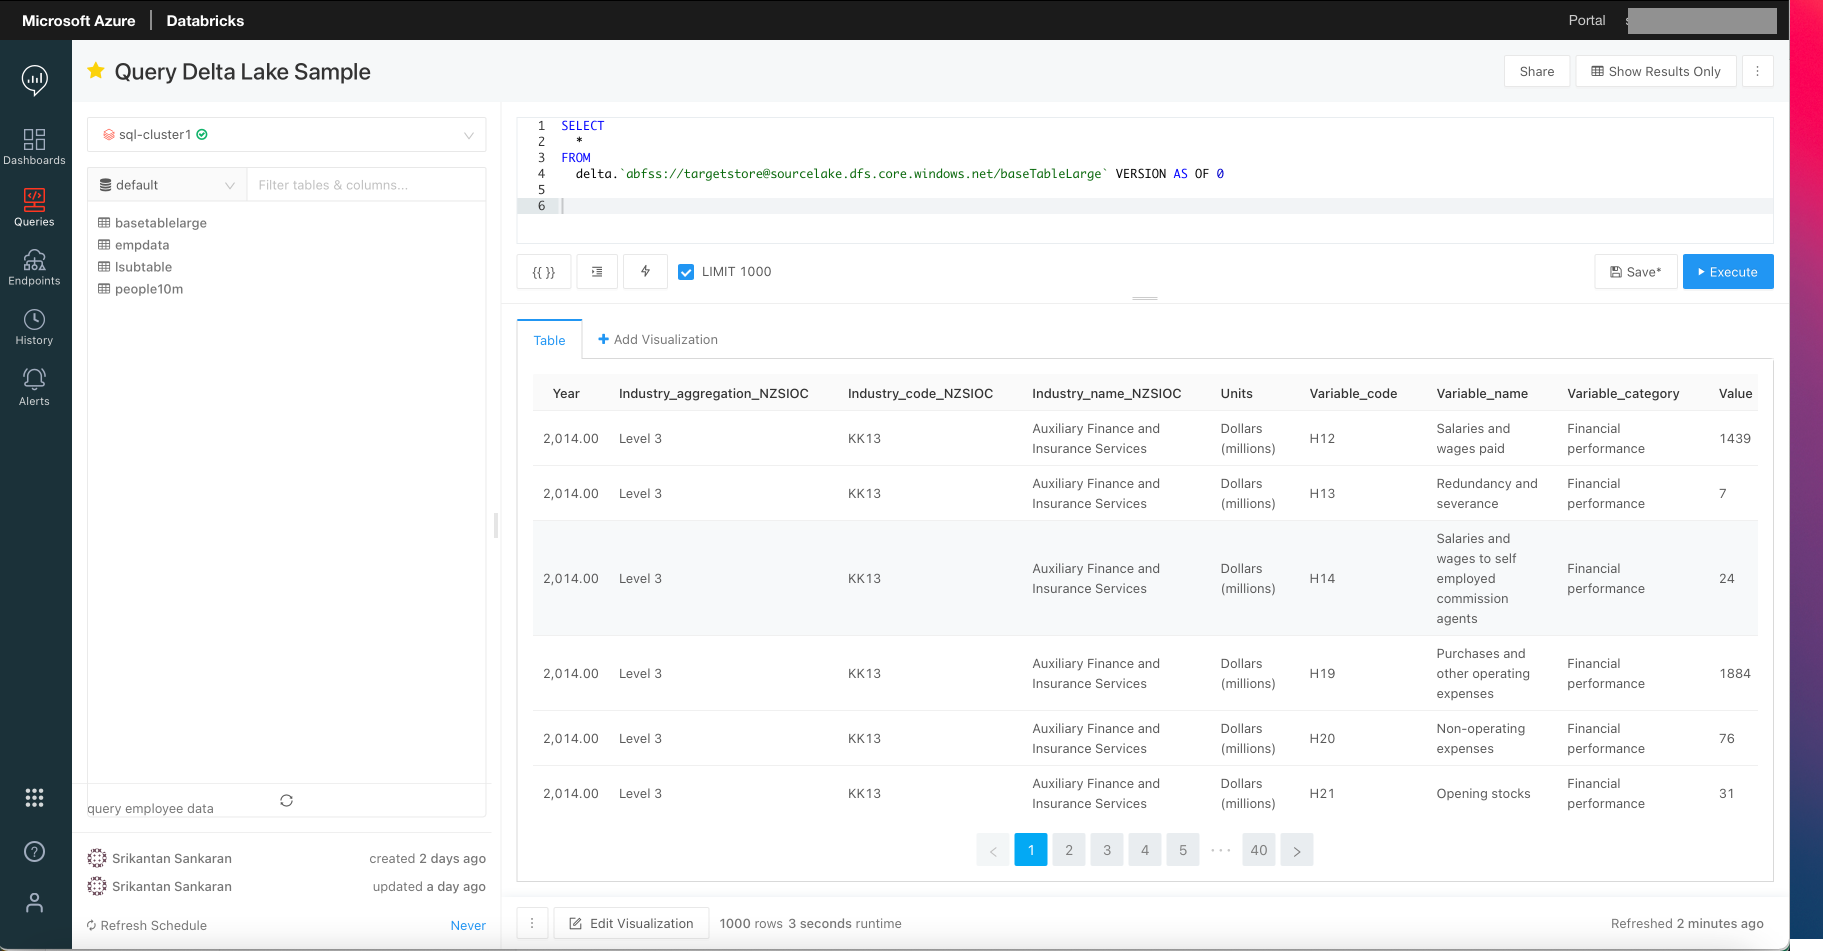 Microsoft Azure | Databricks
Portal
Query Delta Lake Sample
Share
Show Results Only
Dashboards
Queries
Endpoints
History
Alerts
sql-cluster1
default
Filter tables & columns...
basetablelarge
empdata
lsubtable
people10m
query employee data
Srikantan Sankaran created 2 days ago
Srikantan Sankaran updated a day ago
Refresh Schedule Never
1 SELECT
2 *
3 FROM
4 delta.`abfss://targetstore@sourcelake.dfs.core.windows.net/baseTableLarge` VERSION AS OF 0
5
6
{{ }}
LIMIT 1000
Save*
Execute
Table
Add Visualization
Year Industry_aggregation_NZSIOC Industry_code_NZSIOC Industry_name_NZSIOC Units Variable_code Variable_name Variable_category Value
2,014.00 Level 3 KK13 Auxiliary Finance and Insurance Services Dollars (millions) H12 Salaries and wages paid Financial performance 1439
2,014.00 Level 3 KK13 Auxiliary Finance and Insurance Services Dollars (millions) H13 Redundancy and severance Financial performance 7
2,014.00 Level 3 KK13 Auxiliary Finance and Insurance Services Dollars (millions) H14 Salaries and wages to self employed commission agents Financial performance 24
2,014.00 Level 3 KK13 Auxiliary Finance and Insurance Services Dollars (millions) H19 Purchases and other operating expenses Financial performance 1884
2,014.00 Level 3 KK13 Auxiliary Finance and Insurance Services Dollars (millions) H20 Non-operating expenses Financial performance 76
2,014.00 Level 3 KK13 Auxiliary Finance and Insurance Services Dollars (millions) H21 Opening stocks Financial performance 31
< 1 2 3 4 5 ··· 40 >
Edit Visualization
1000 rows 3 seconds runtime
Refreshed 2 minutes ago